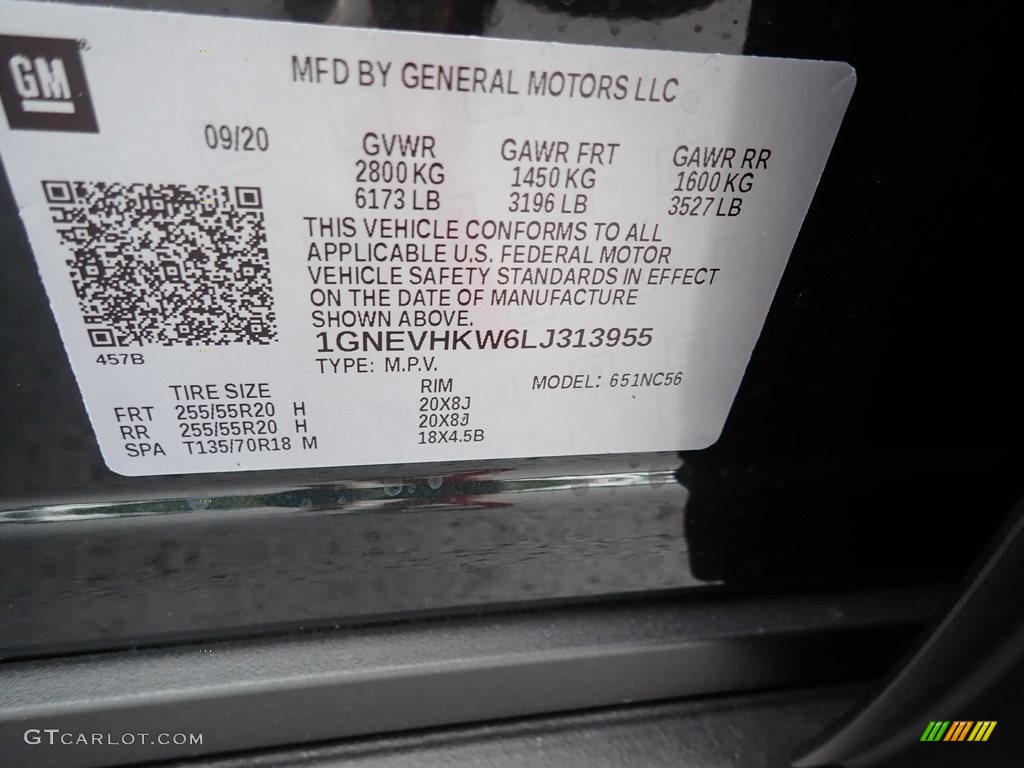 GM
MFD BY GENERAL MOTORS LLC
09/20
GVWR GAWR FRT GAWR RR
2800 KG 1450 KG 1600 KG
6173 LB 3196 LB 3527 LB
THIS VEHICLE CONFORMS TO ALL
APPLICABLE U.S. FEDERAL MOTOR
VEHICLE SAFETY STANDARDS IN EFFECT
ON THE DATE OF MANUFACTURE
SHOWN ABOVE.
457B
1GNEVHKW6LJ313955
TYPE: M.P.V.
TIRE SIZE RIM MODEL: 651NC56
FRT 255/55R20 H 20X8J
RR 255/55R20 H 20X8J
SPA T135/70R18 M 18X4.5B
GTCARLOT.COM